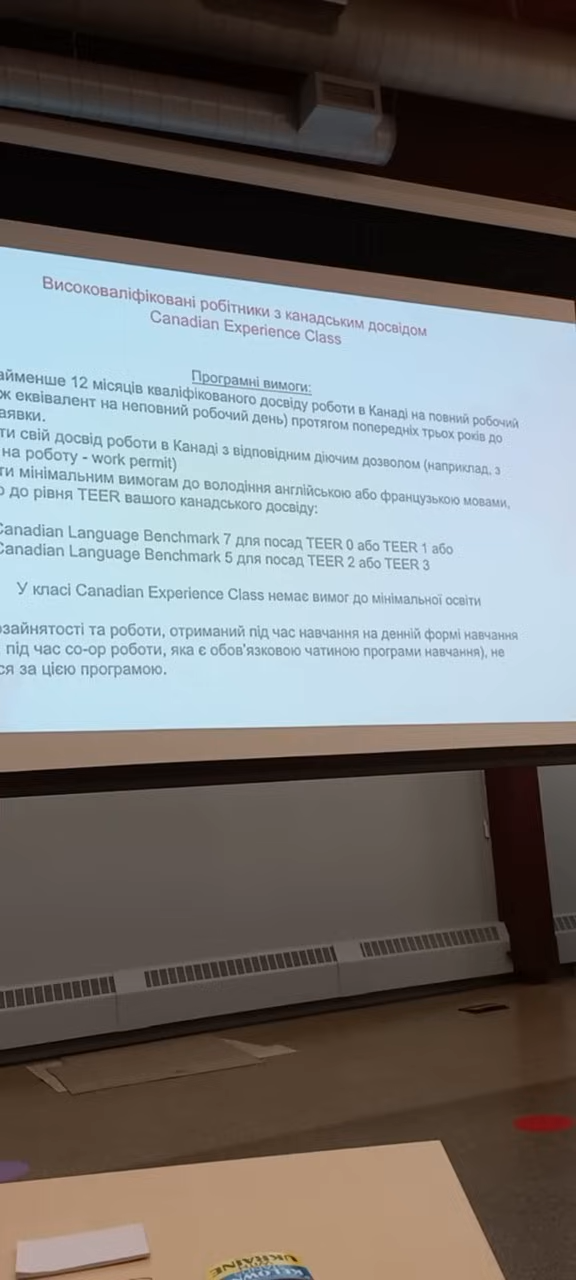 Висококваліфіковані робітники з канадським досвідом
Canadian Experience Class
Програмні вимоги:
айменше 12 місяців кваліфікованого досвіду роботи в Канаді на повний робочий
ж еквівалент на неповний робочий день) протягом попередніх трьох років до
аявки.
ти свій досвід роботи в Канаді з відповідним діючим дозволом (наприклад, з
на роботу - work permit)
ти мінімальним вимогам до володіння англійською або французькою мовами,
о до рівня TEER вашого канадського досвіду:
Canadian Language Benchmark 7 для посад TEER 0 або TEER 1 або
Canadian Language Benchmark 5 для посад TEER 2 або TEER 3
У класі Canadian Experience Class немає вимог до мінімальної освіти
озайнятості та роботи, отриманий під час навчання на денній формі навчання
під час co-op роботи, яка є обов'язковою чатиною програми навчання), не
ся за цією програмою.
KELOWN
UKRAINE